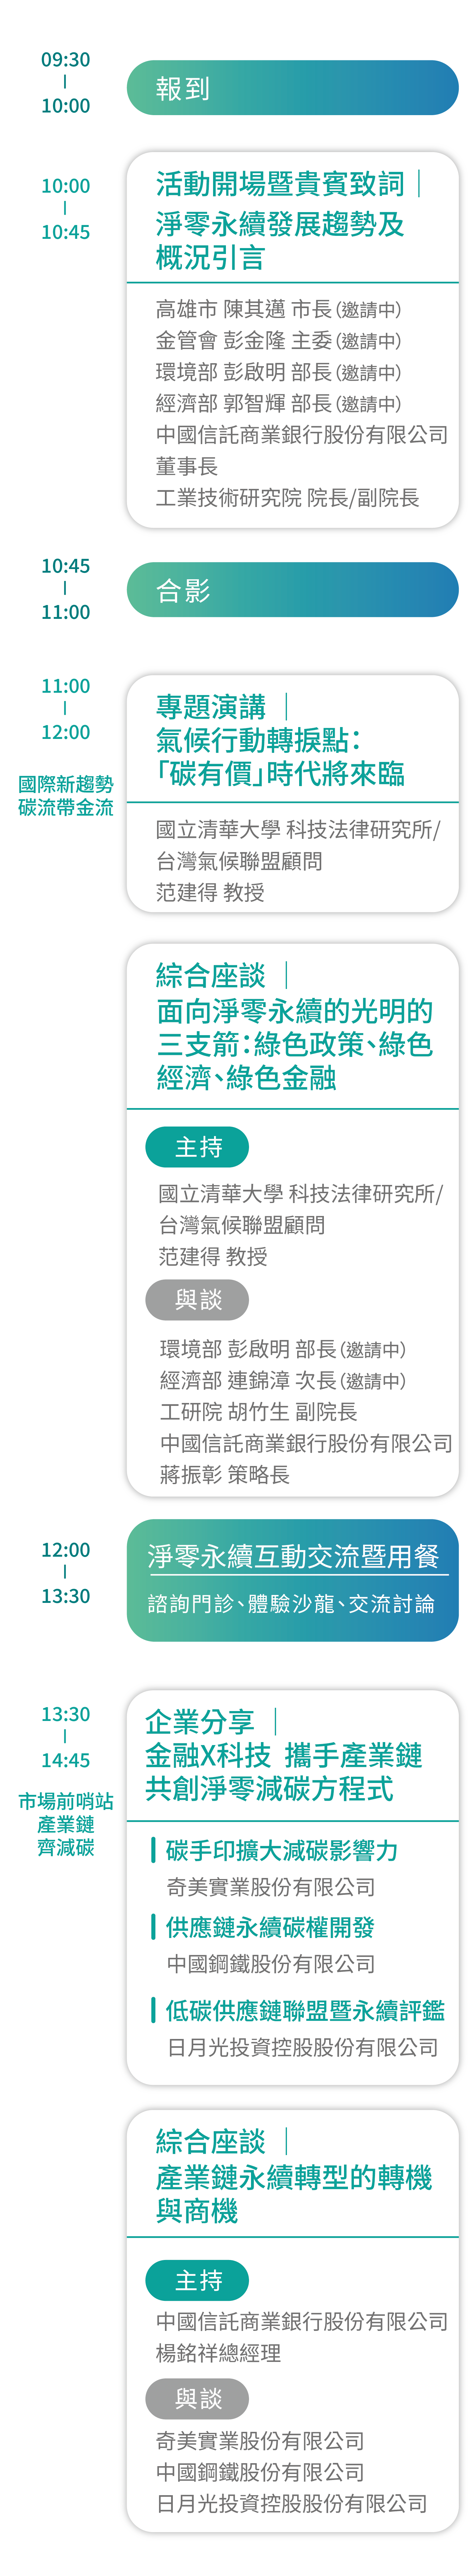 09:30
10:00
報到
10:00
10:45
活動開場暨貴賓致詞｜
淨零永續發展趨勢及
概況引言
高雄市 陳其邁 市長(邀請中)
金管會 彭金隆 主委(邀請中)
環境部 彭啟明 部長(邀請中)
經濟部 郭智輝 部長(邀請中)
中國信託商業銀行股份有限公司
董事長
工業技術研究院 院長/副院長
10:45
11:00
合影
11:00
12:00
國際新趨勢
碳流帶金流
專題演講｜
氣候行動轉捩點：
「碳有價」時代將來臨
國立清華大學 科技法律研究所/
台灣氣候聯盟顧問
范建得 教授
綜合座談｜
面向淨零永續的光明的
三支箭：綠色政策、綠色
經濟、綠色金融
主持
國立清華大學 科技法律研究所/
台灣氣候聯盟顧問
范建得 教授
與談
環境部 彭啟明 部長(邀請中)
經濟部 連錦漳 次長(邀請中)
工研院 胡竹生 副院長
中國信託商業銀行股份有限公司
蔣振彰 策略長
12:00
13:30
淨零永續互動交流暨用餐
諮詢門診、體驗沙龍、交流討論
13:30
14:45
市場前哨站
產業鏈
齊減碳
企業分享｜
金融X科技 攜手產業鏈
共創淨零減碳方程式
碳手印擴大減碳影響力
奇美實業股份有限公司
供應鏈永續碳權開發
中國鋼鐵股份有限公司
低碳供應鏈聯盟暨永續評鑑
日月光投資控股股份有限公司
綜合座談｜
產業鏈永續轉型的轉機
與商機
主持
中國信託商業銀行股份有限公司
楊銘祥總經理
與談
奇美實業股份有限公司
中國鋼鐵股份有限公司
日月光投資控股股份有限公司